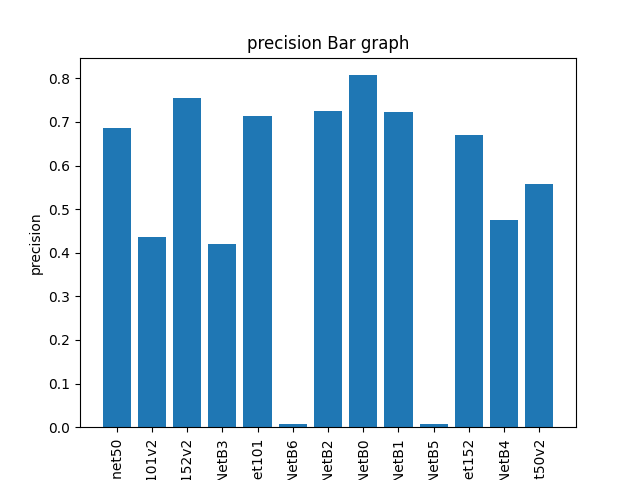 precision Bar graph
precision
0.8
0.7
0.6
0.5
0.4
0.3
0.2
0.1
0.0
net50
101v2
152v2
NetB3
et101
NetB6
NetB2
NetB0
NetB1
NetB5
et152
NetB4
t50v2